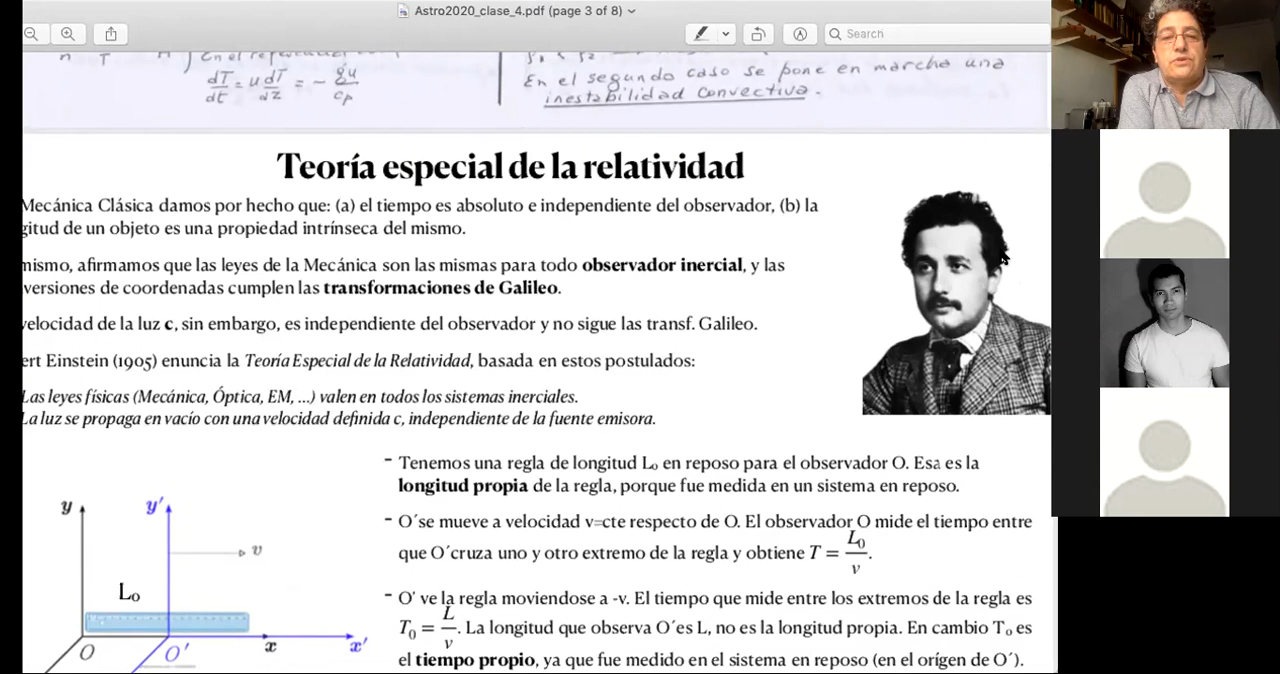 Astro2020_clase_4.pdf (page 3 of 8)
Search
n T
dT/dt = u dT/dz = - gu/cp
En el segundo caso se pone en marcha una
inestabilidad convectiva.
Teoría especial de la relatividad
Mecánica Clásica damos por hecho que: (a) el tiempo es absoluto e independiente del observador, (b) la
gitud de un objeto es una propiedad intrínseca del mismo.
mismo, afirmamos que las leyes de la Mecánica son las mismas para todo observador inercial, y las
versiones de coordenadas cumplen las transformaciones de Galileo.
velocidad de la luz c, sin embargo, es independiente del observador y no sigue las transf. Galileo.
ert Einstein (1905) enuncia la Teoría Especial de la Relatividad, basada en estos postulados:
Las leyes físicas (Mecánica, Óptica, EM, ...) valen en todos los sistemas inerciales.
La luz se propaga en vacío con una velocidad definida c, independiente de la fuente emisora.
- Tenemos una regla de longitud L₀ en reposo para el observador O. Esa es la
longitud propia de la regla, porque fue medida en un sistema en reposo.
- O´se mueve a velocidad v=cte respecto de O. El observador O mide el tiempo entre
que O´cruza uno y otro extremo de la regla y obtiene T = L₀/v.
- O' ve la regla moviendose a -v. El tiempo que mide entre los extremos de la regla es
T₀ = L/v. La longitud que observa O´es L, no es la longitud propia. En cambio T₀ es
el tiempo propio, ya que fue medido en el sistema en reposo (en el orígen de O´).
y y'
v
L₀
O O' x x'